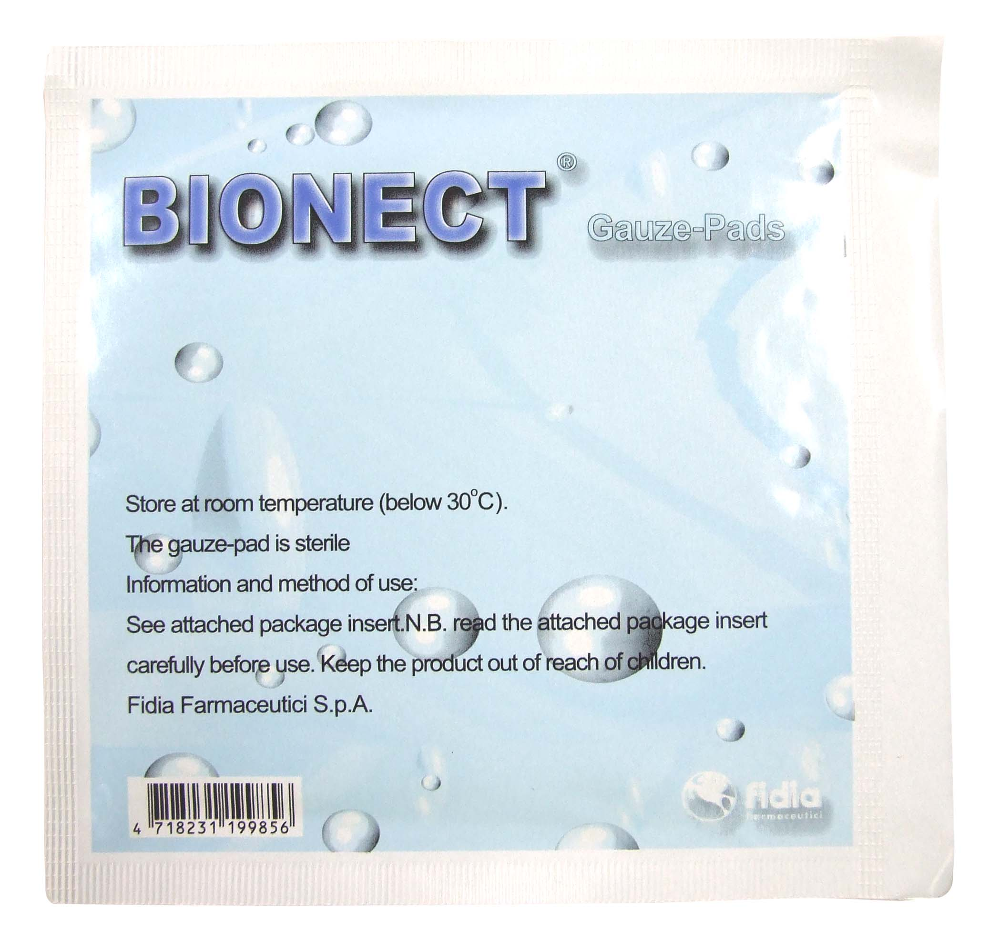 BIONECT® Gauze-Pads
Store at room temperature (below 30°C).
The gauze-pad is sterile
Information and method of use:
See attached package insert.N.B. read the attached package insert
carefully before use. Keep the product out of reach of children.
Fidia Farmaceutici S.p.A.
4 718231 199856
fidia
farmaceutici